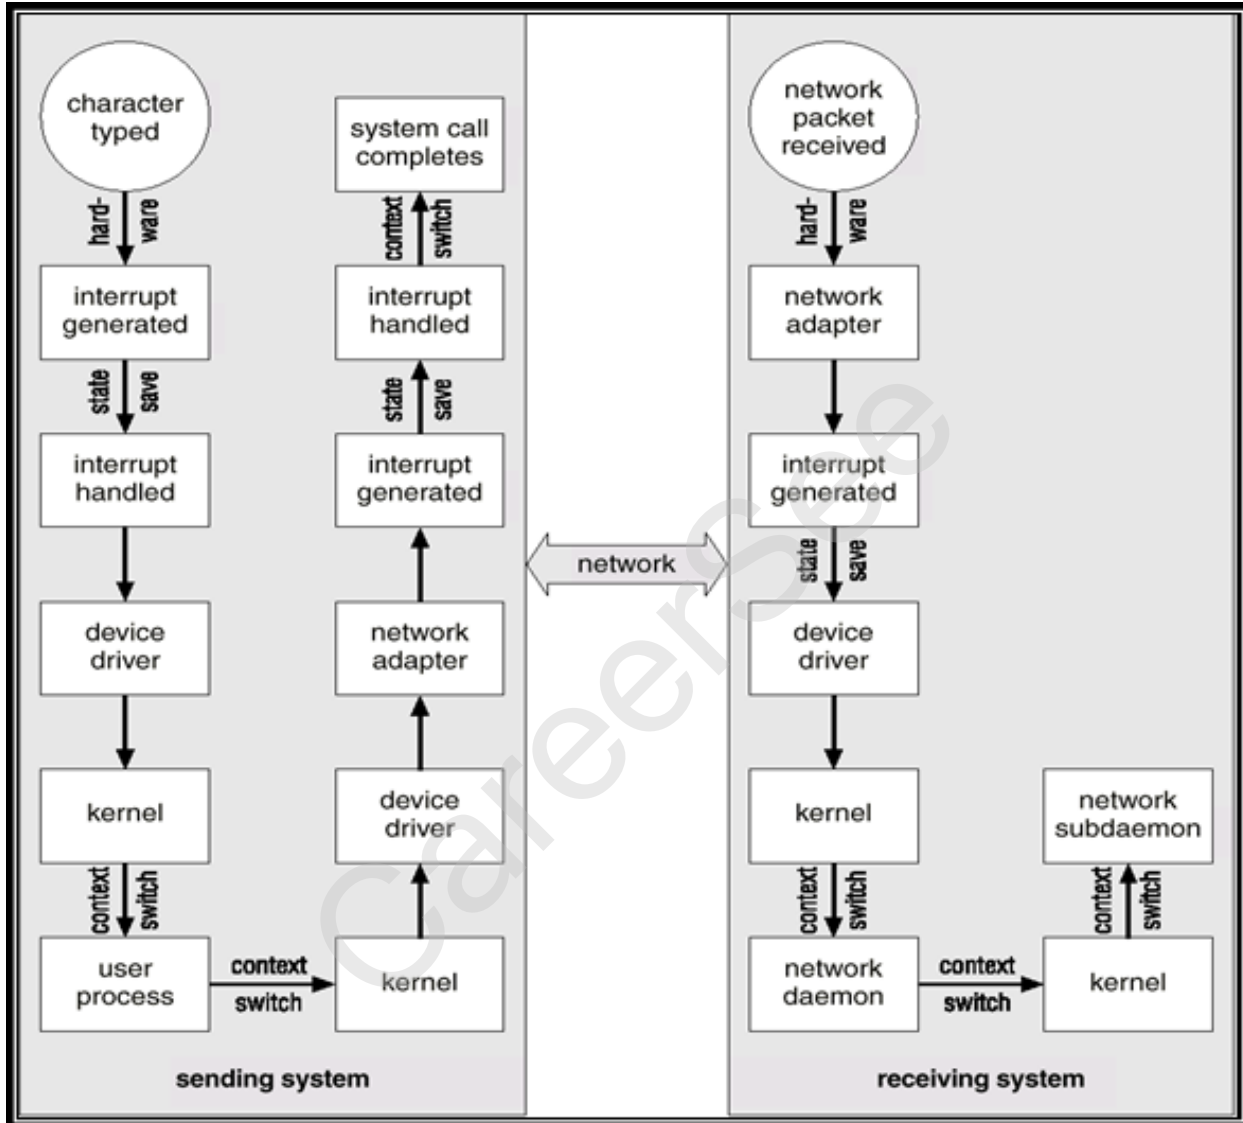 character
typed
hard-
ware
interrupt
generated
state
save
interrupt
handled
device
driver
kernel
context
switch
user
process
context
switch
kernel
device
driver
network
adapter
interrupt
generated
state
save
interrupt
handled
context
switch
system call
completes
sending system
network
network
packet
received
hard-
ware
network
adapter
interrupt
generated
state
save
device
driver
kernel
context
switch
network
daemon
context
switch
kernel
context
switch
network
subdaemon
receiving system
CareerSee